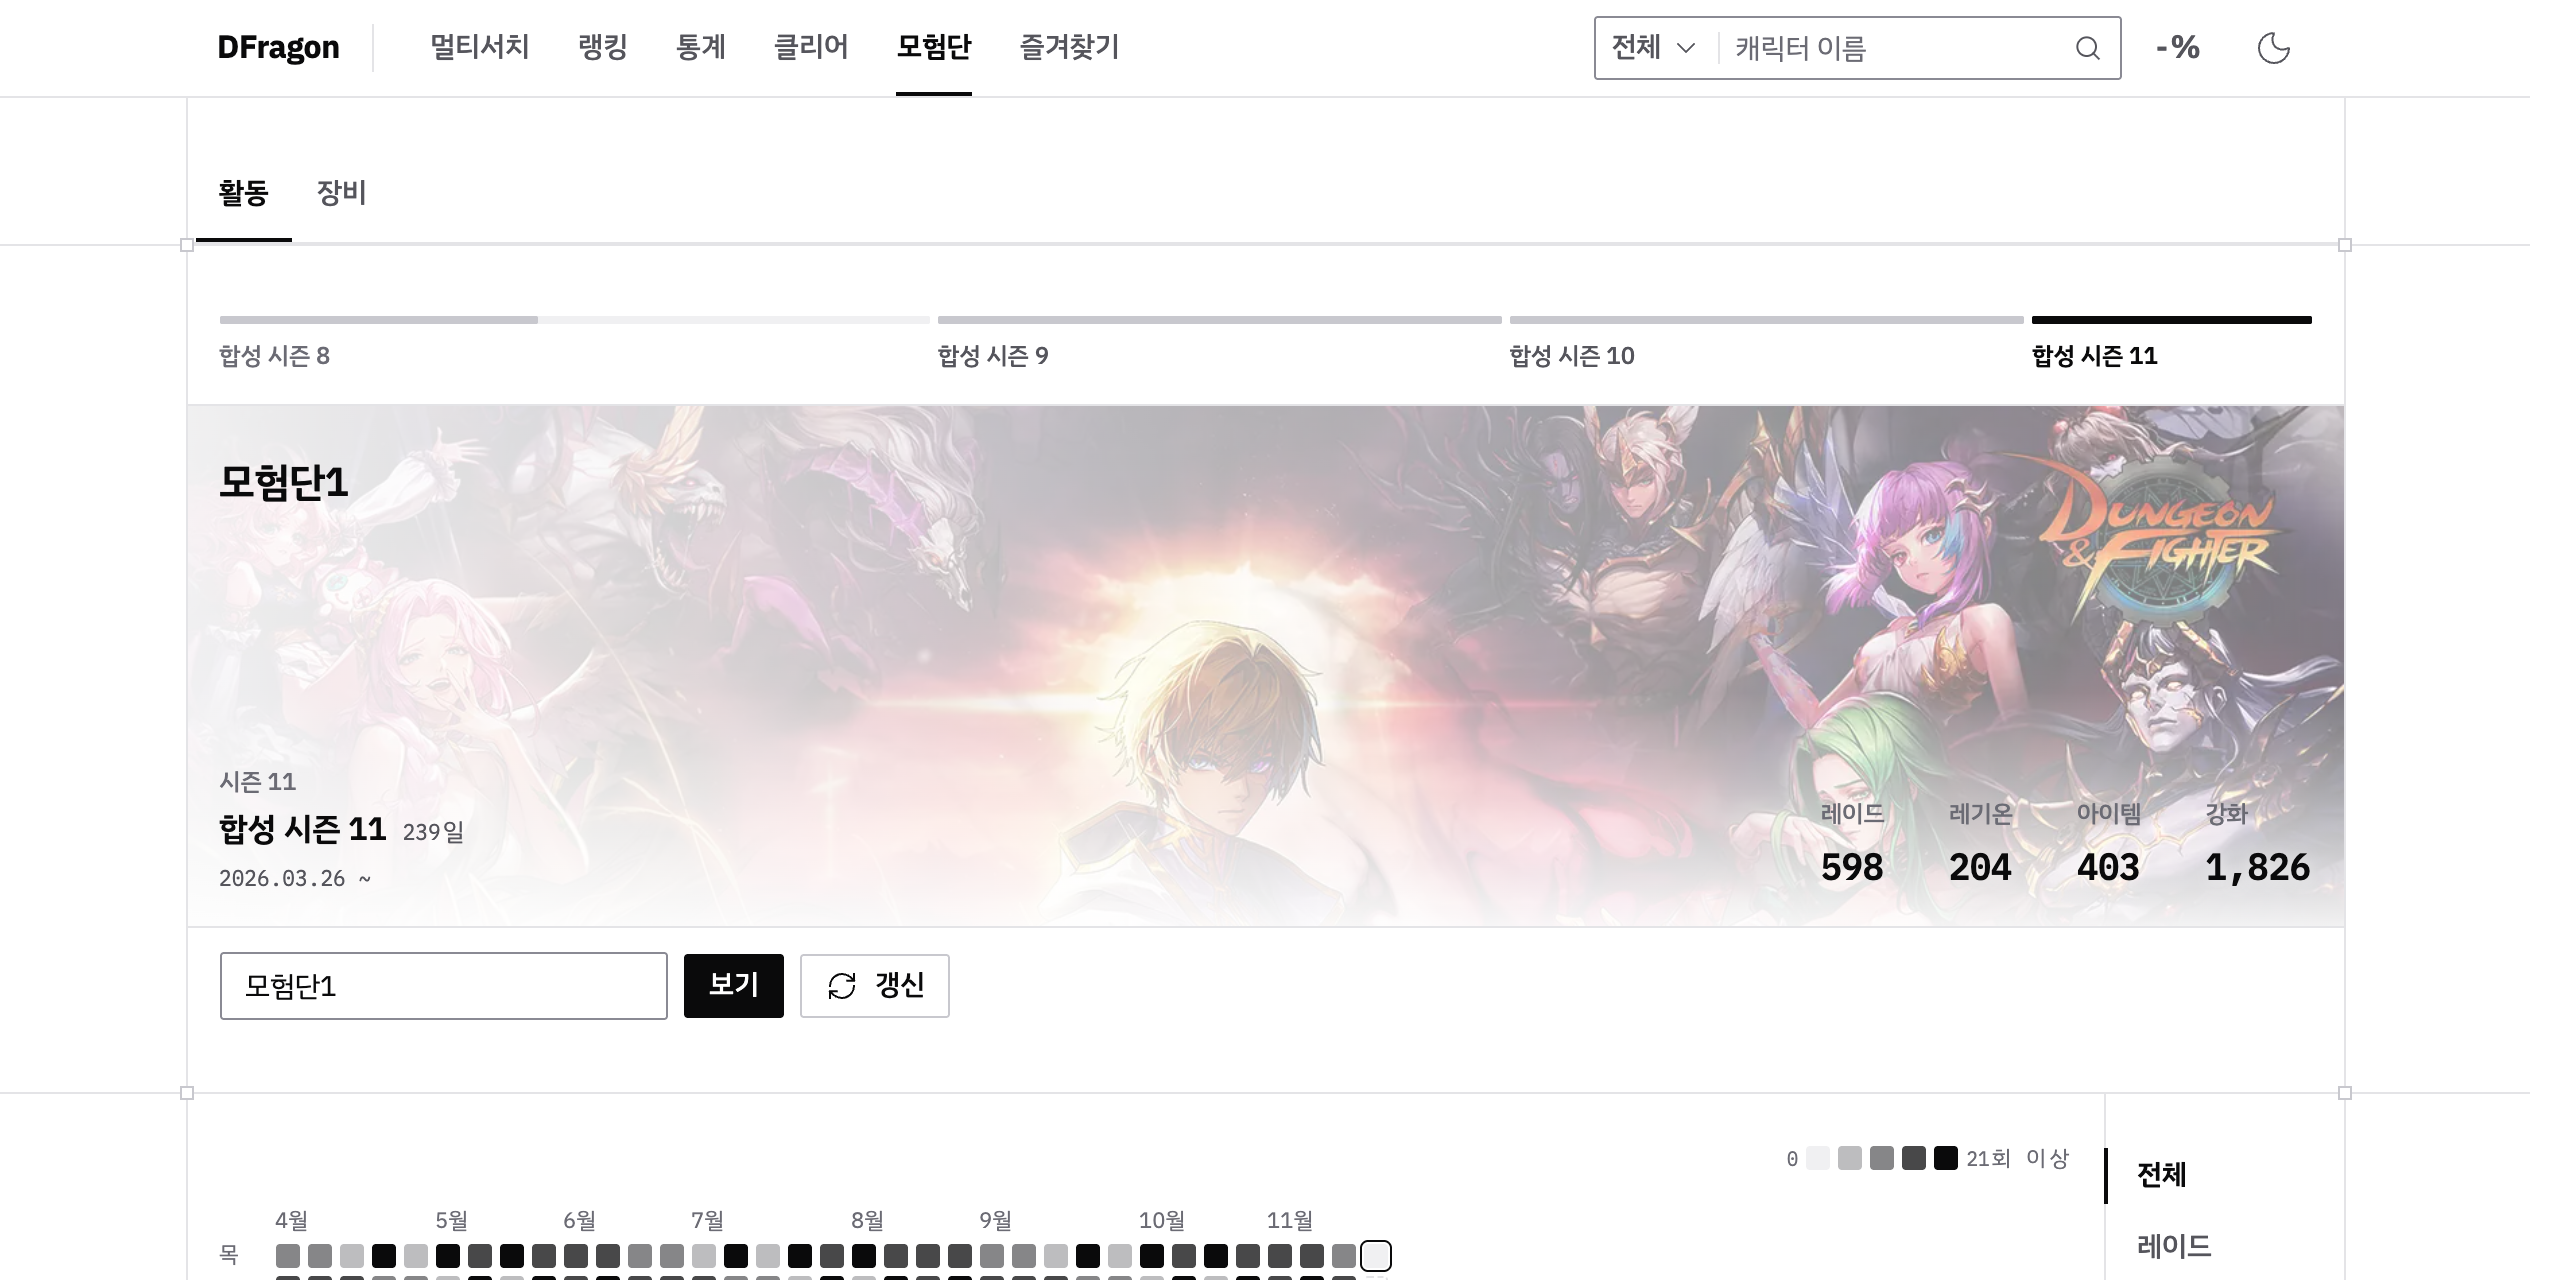 DFragon
멀티서치
랭킹
통계
클리어
모험단
즐겨찾기
전체
캐릭터 이름
-%
활동
장비
합성 시즌 8
합성 시즌 9
합성 시즌 10
합성 시즌 11
모험단1
DUNGEON
& FIGHTER
시즌 11
합성 시즌 11 239일
2026.03.26 ~
레이드
598
레기온
204
아이템
403
강화
1,826
모험단1
보기
갱신
0
21회 이상
전체
4월
5월
6월
7월
8월
9월
10월
11월
목
레이드